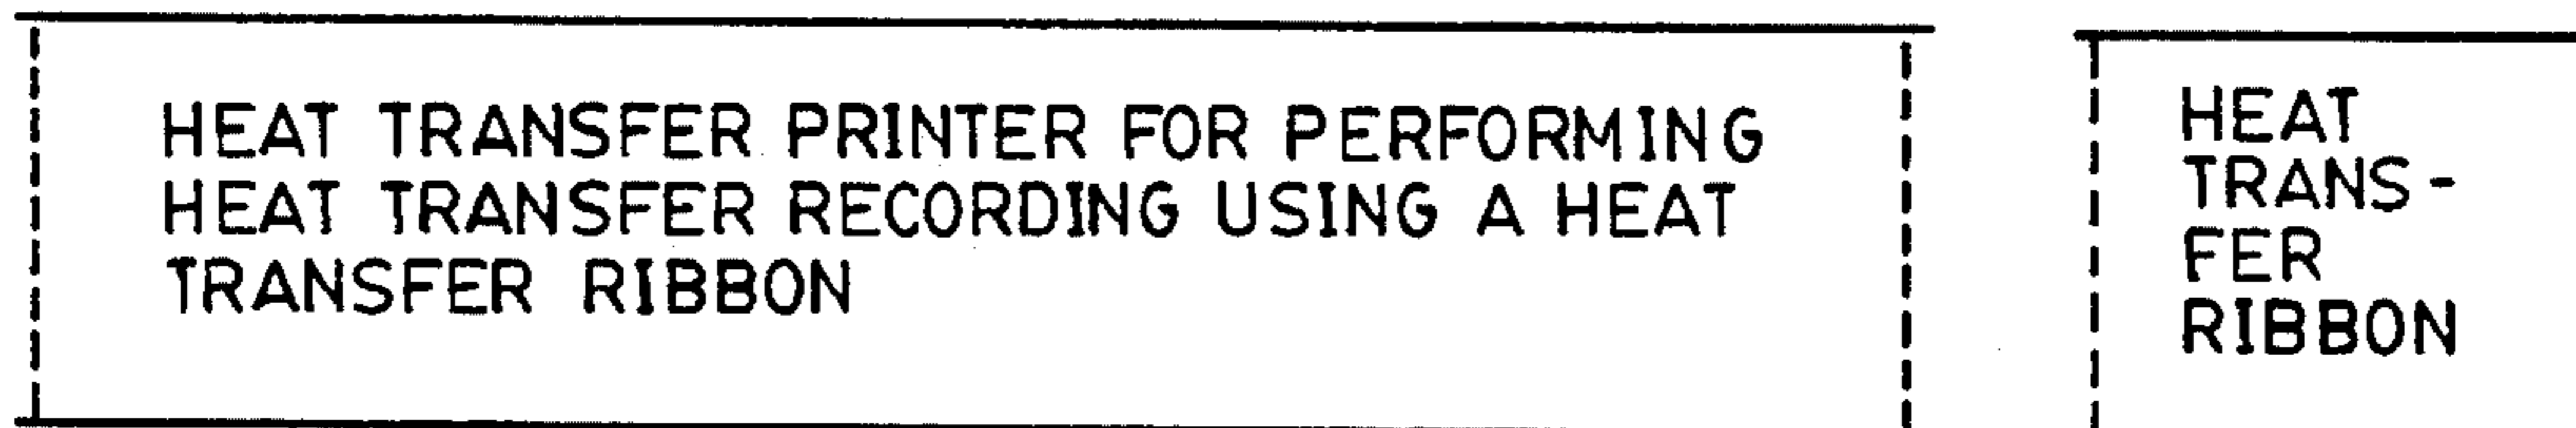 HEAT TRANSFER PRINTER FOR PERFORMING
HEAT TRANSFER RECORDING USING A HEAT
TRANSFER RIBBON
HEAT
TRANS-
FER
RIBBON